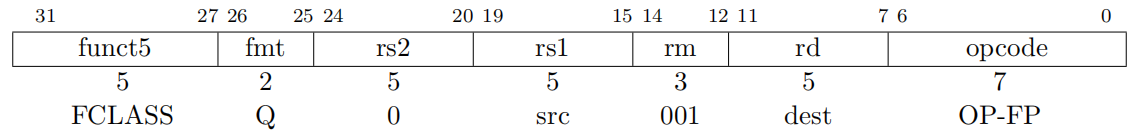 31 27 26 25 24 20 19 15 14 12 11 7 6 0
funct5 fmt rs2 rs1 rm rd opcode
5 2 5 5 3 5 7
FCLASS Q 0 src 001 dest OP-FP